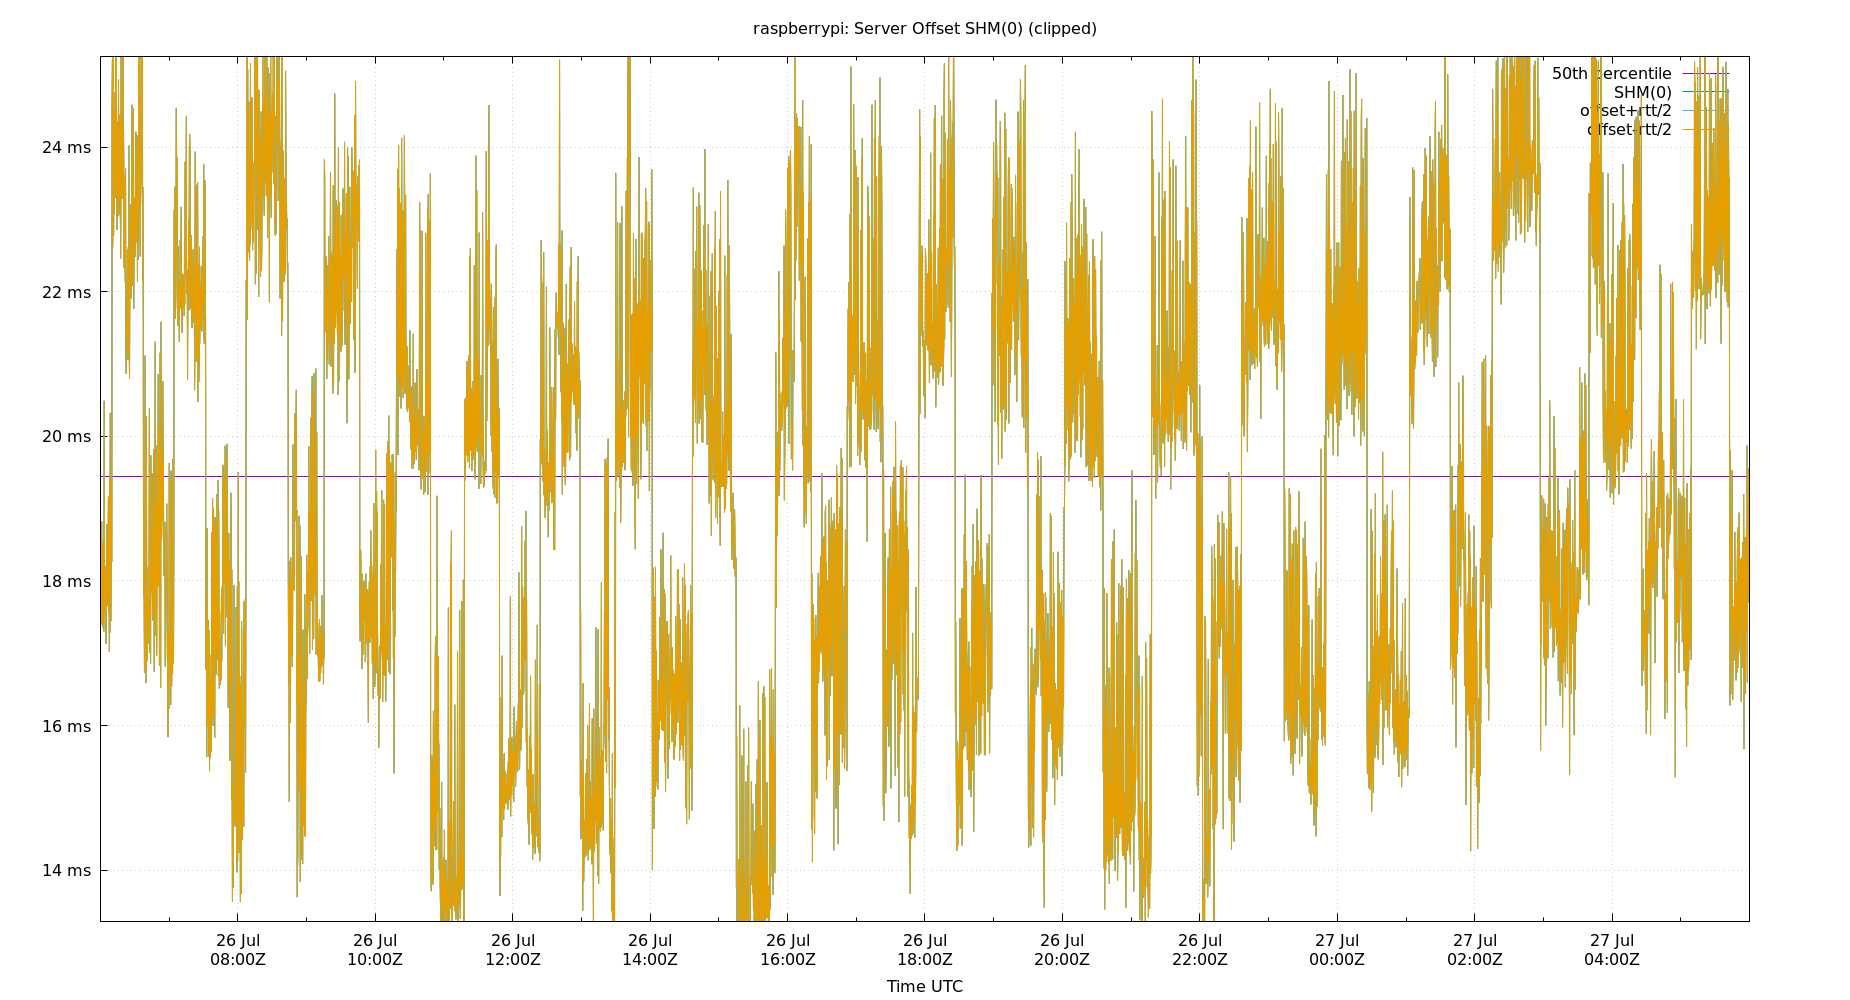 raspberrypi: Server Offset SHM(0) (clipped)
50th percentile
SHM(0)
offset+rtt/2
offset-rtt/2
24 ms
22 ms
20 ms
18 ms
16 ms
14 ms
26 Jul
08:00Z
26 Jul
10:00Z
26 Jul
12:00Z
26 Jul
14:00Z
26 Jul
16:00Z
26 Jul
18:00Z
26 Jul
20:00Z
26 Jul
22:00Z
27 Jul
00:00Z
27 Jul
02:00Z
27 Jul
04:00Z
Time UTC